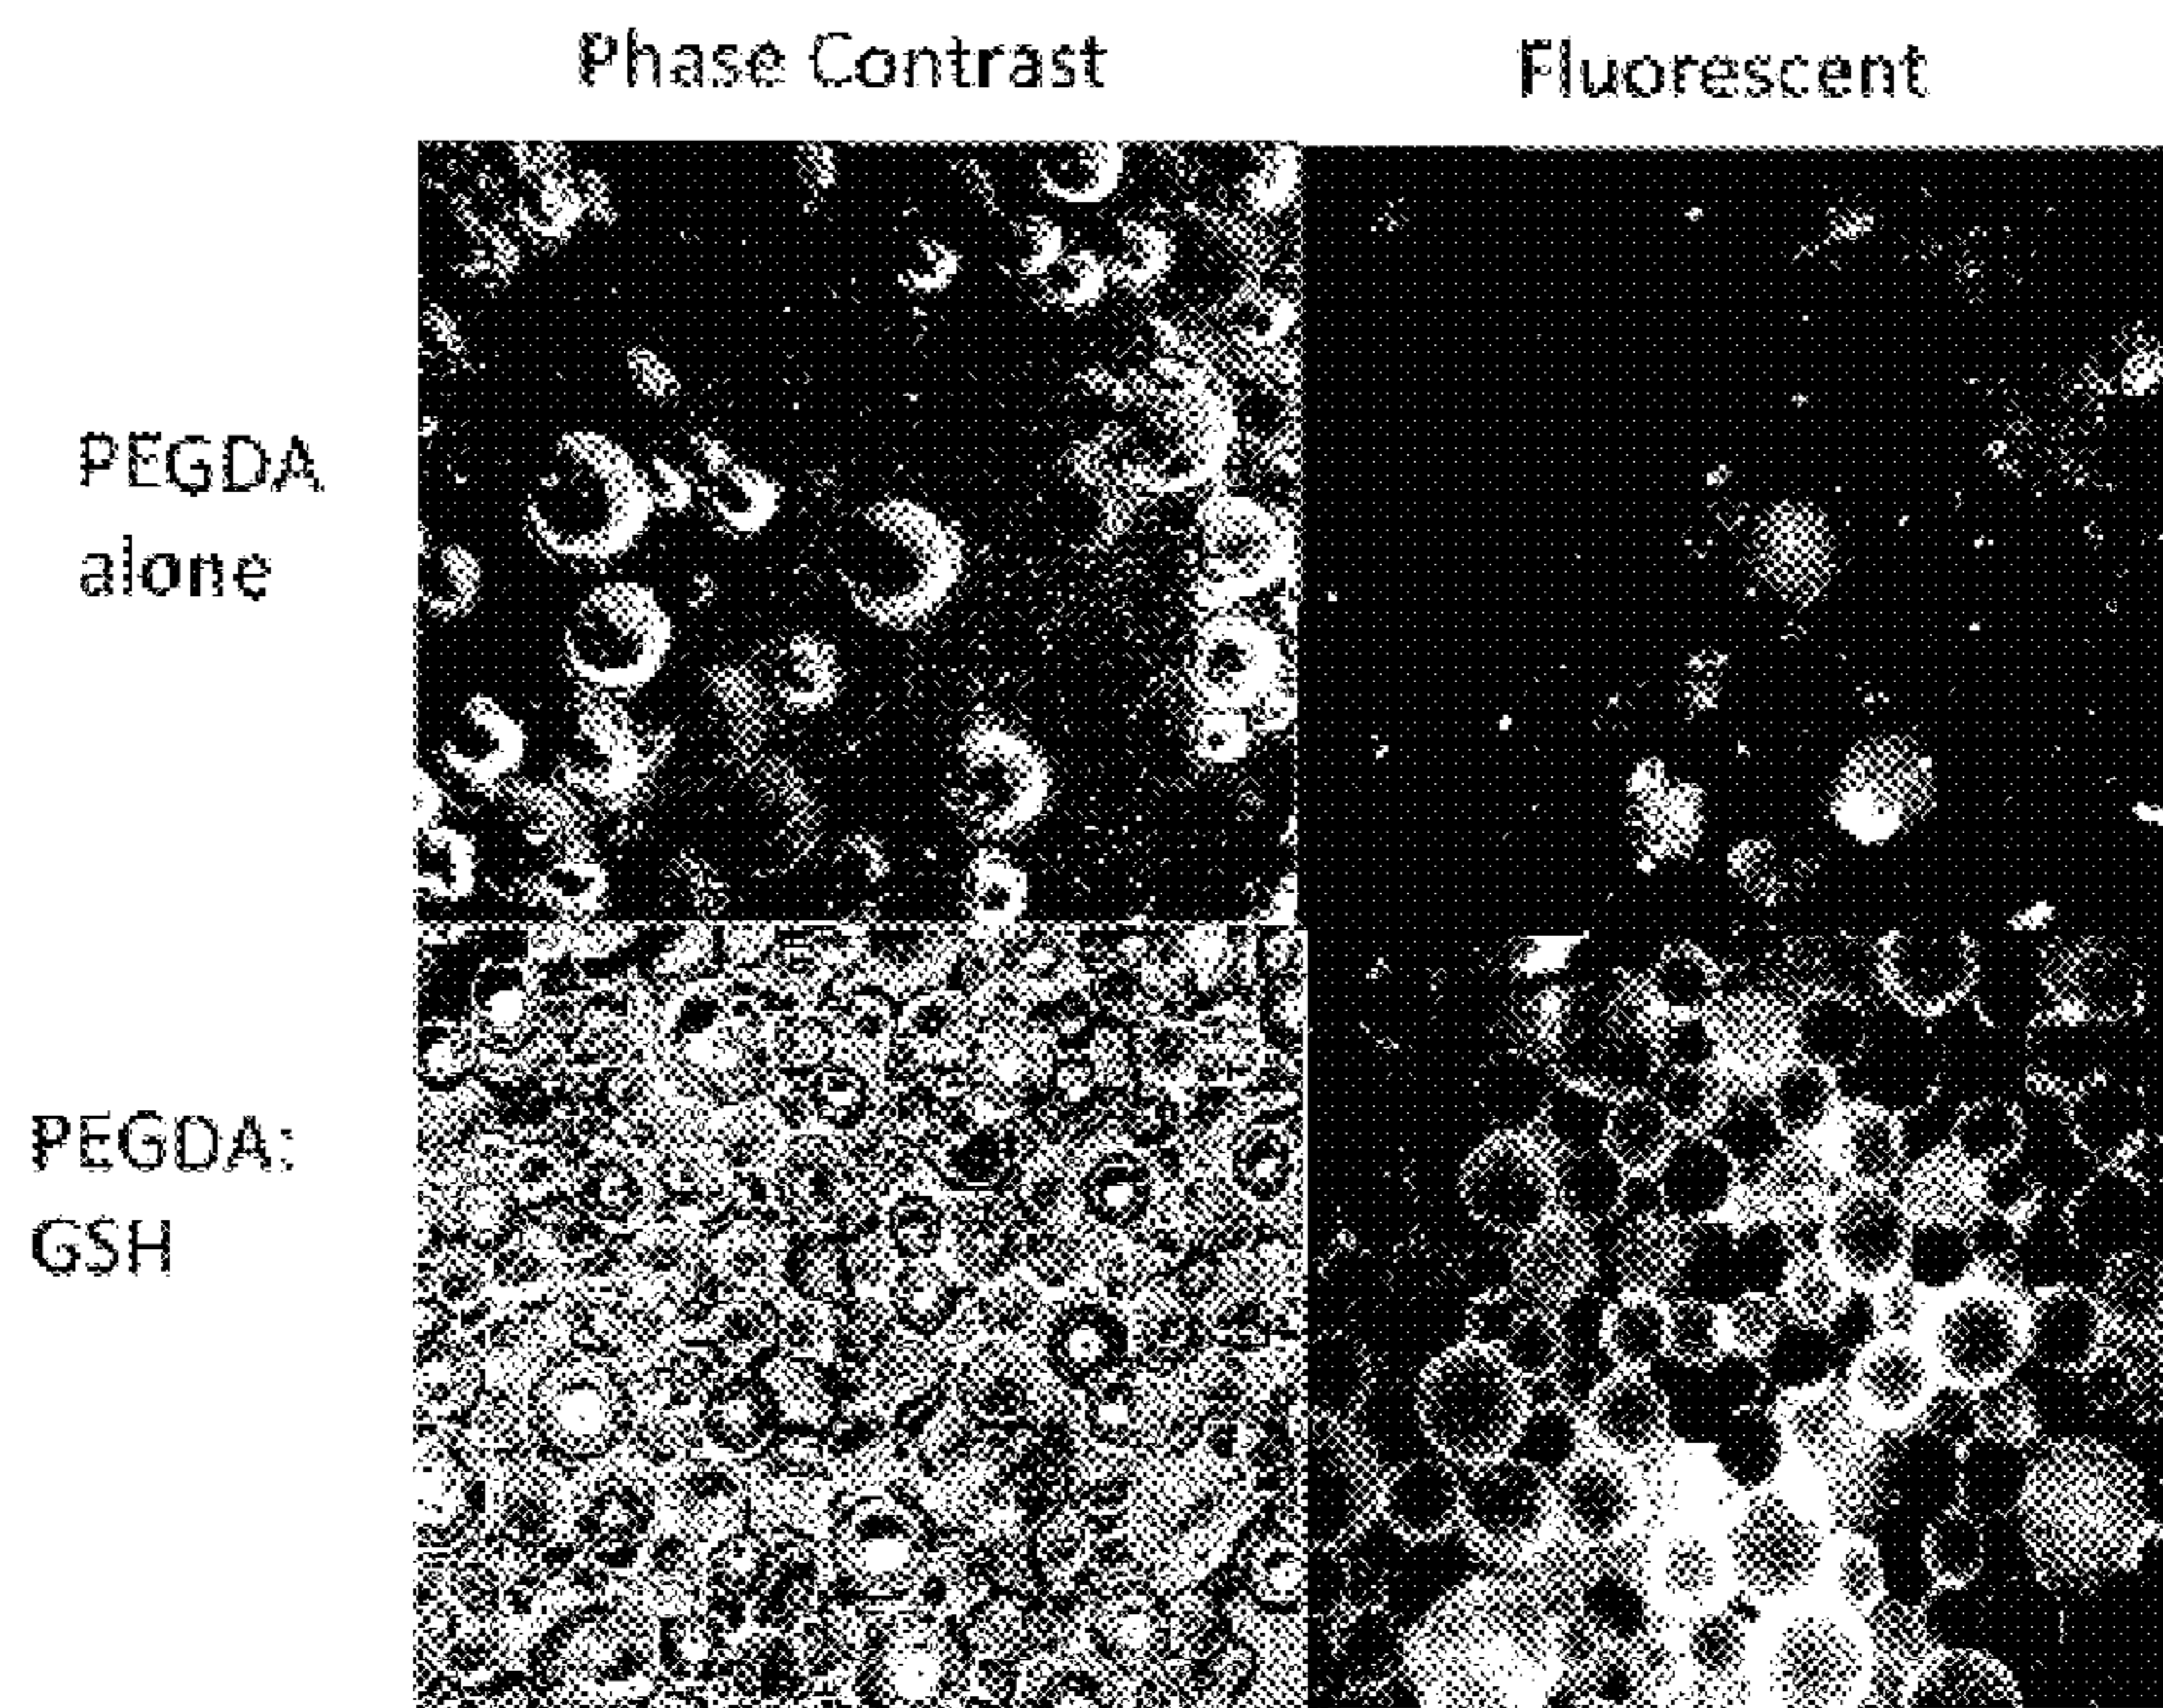 Phase Contrast
Fluorescent
PEGDA
alone
PEGDA:
GSH